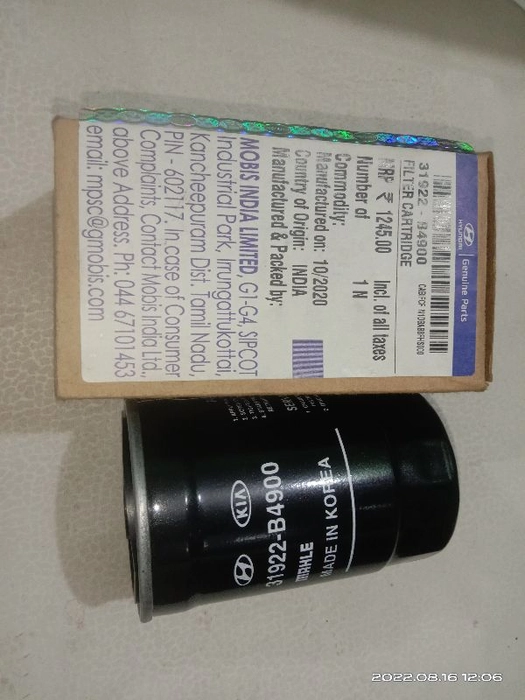 HYUNDAI
Genuine Parts
31922 - B4900
FILTER CARTRIDGE
MRP ₹ 1245.00 Incl. of all taxes
Number of 1 N
Commodity:
Manufactured on: 10/2020
Country of Origin: INDIA
Manufactured & Packed by:
MOBIS INDIA LIMITED G1-G4, SPCOT
Industrial Park, Irrungattukottai,
Kancheepuram Dist. Tamil Nadu,
PIN - 602117. In case of Consumer
Complaints, Contact Mobis India Ltd.,
above Address. Ph: 044 67101453
email: mpsc@gmobis.com
KIA
31922-B4900
MAHLE
MADE IN KOREA
2022.08.16 12:06